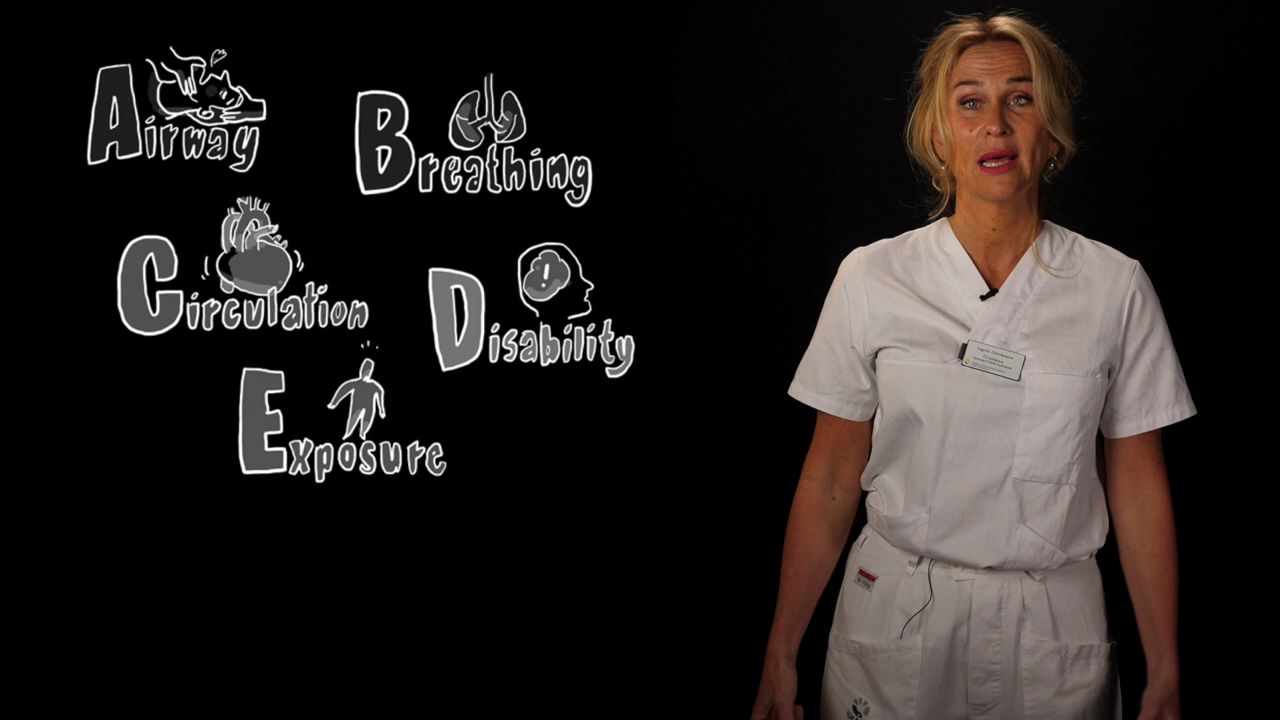 Airway
Breathing
Circulation
Disability
Exposure